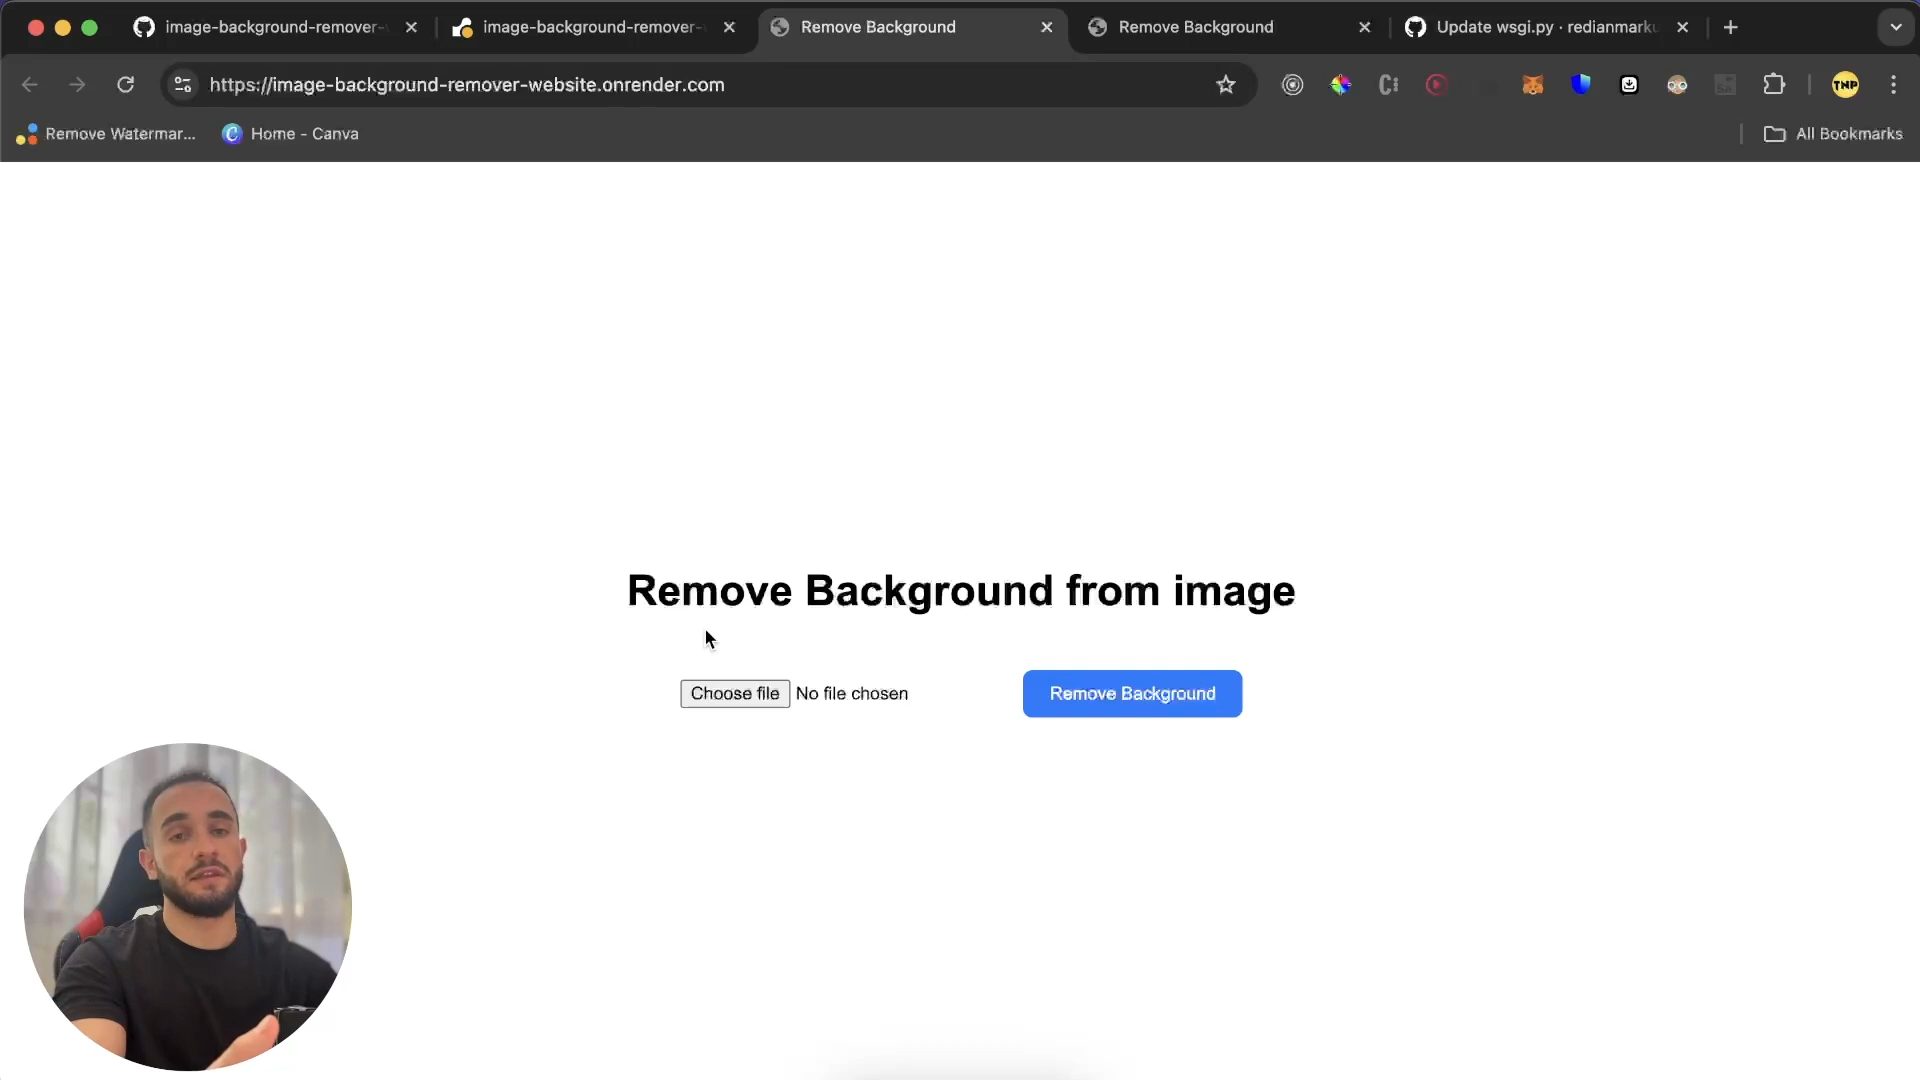 image-background-remover-
image-background-remover-
Remove Background
Remove Background
Update wsgi.py · redianmarku
https://image-background-remover-website.onrender.com
TNP
Remove Watermar...
Home - Canva
All Bookmarks
Remove Background from image
Choose file No file chosen
Remove Background